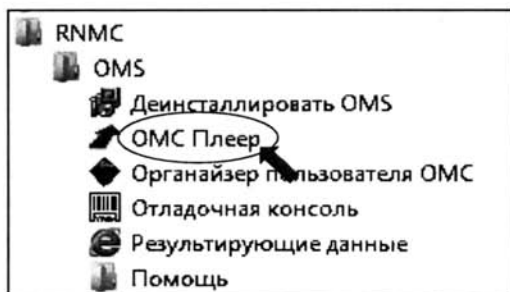 RNMC
OMS
Деинсталлировать OMS
ОМС Плеер
Органайзер пользователя ОМС
Отладочная консоль
Результирующие данные
Помощь